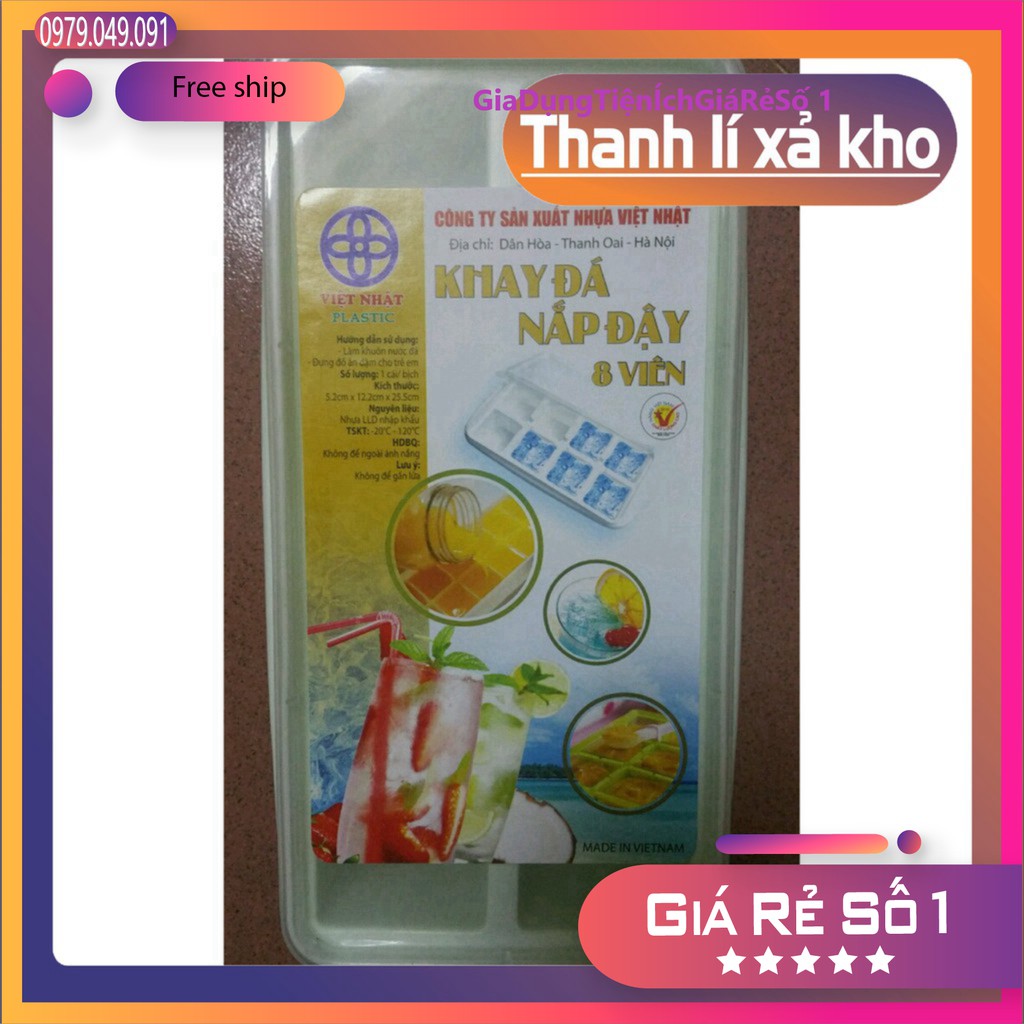 0979.049.091
Free ship
GiaDụngTiệnÍchGiáRẻSố 1
Thanh lí xả kho
CÔNG TY SẢN XUẤT NHỰA VIỆT NHẬT
Địa chỉ: Dân Hòa - Thanh Oai - Hà Nội
VIỆT NHẬT
PLASTIC
KHAY ĐÁ
NẮP ĐẬY
8 VIÊN
Hướng dẫn sử dụng:
- Làm khuôn nước đá
- Đựng đồ ăn dặm cho trẻ em
Số lượng: 1 cái/ bịch
Kích thước:
5.2cm x 12.2cm x 25.5cm
Nguyên liệu:
Nhựa LLD nhập khẩu
TSKT: -20°C - 120°C
HDBQ:
Không để ngoài ánh nắng
Lưu ý:
Không để gần lửa
MADE IN VIETNAM
GIÁ RẺ SỐ 1